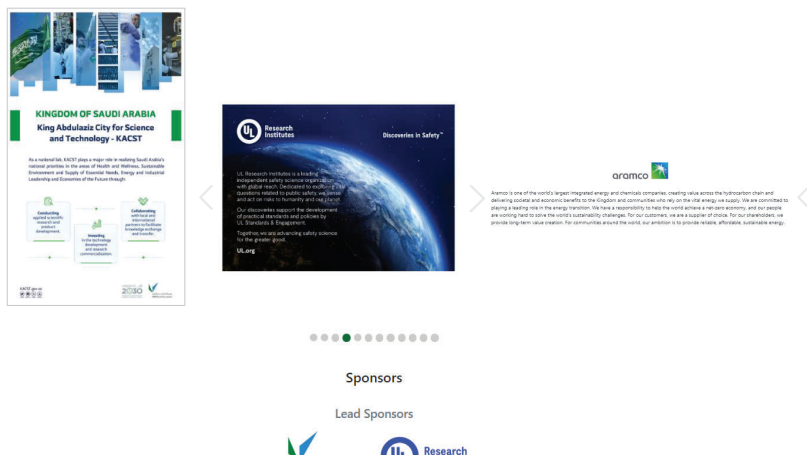 KINGDOM OF SAUDI ARABIA
King Abdulaziz City for Science
and Technology - KACST
As a national lab, KACST plays a major role in realizing Saudi Arabia's
national priorities in the areas of Health and Wellness, Sustainable
Environment and Supply of Essential Needs, Energy and Industrial
Leadership and Economies of the Future through:
Conducting
applied scientific
research and
product
development.
Investing
in the technology
development
and research
commercialization.
Collaborating
with local and
international
partners to facilitate
knowledge exchange
and transfer.
KACST.gov.sa
2030
UL
Research
Institutes
Discoveries in Safety™
UL Research Institutes is a leading
independent safety science organization
with global reach. Dedicated to exploring vital
questions related to public safety, we sense
and act on risks to humanity and our planet.
Our discoveries support the development
of practical standards and policies by
UL Standards & Engagement.
Together, we are advancing safety science
for the greater good.
UL.org
aramco
Aramco is one of the world's largest integrated energy and chemicals companies, creating value across the hydrocarbon chain and
delivering societal and economic benefits to the Kingdom and communities who rely on the vital energy we supply. We are committed to
playing a leading role in the energy transition. We have a responsibility to help the world achieve a net-zero economy, and our people
are working hard to solve the world's sustainability challenges. For our customers, we are a supplier of choice. For our shareholders, we
provide long-term value creation. For communities around the world, our ambition is to provide reliable, affordable, sustainable energy.
Sponsors
Lead Sponsors
UL
Research